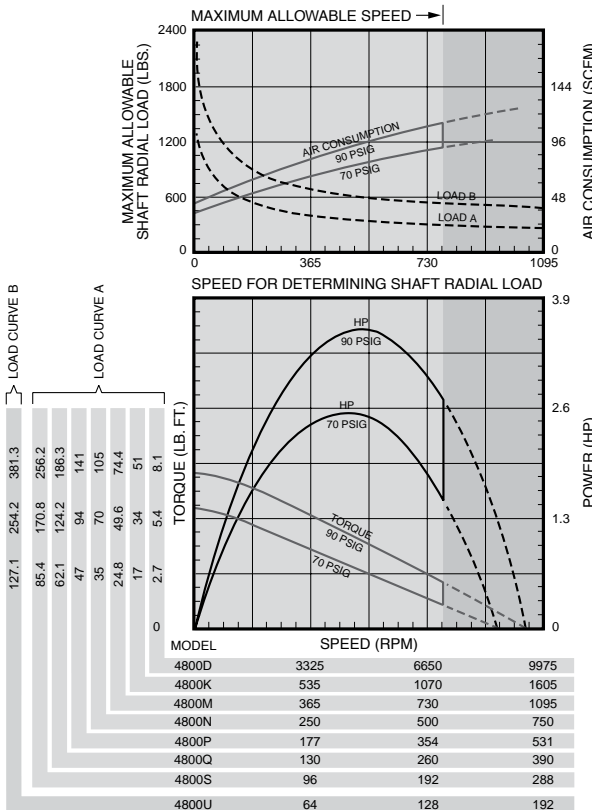 MAXIMUM ALLOWABLE SPEED
2400
1800
1200
600
0
MAXIMUM ALLOWABLE
SHAFT RADIAL LOAD (LBS.)
144
96
48
0
AIR CONSUMPTION (SCFM)
AIR CONSUMPTION
90 PSIG
70 PSIG
LOAD B
LOAD A
0 365 730 1095
SPEED FOR DETERMINING SHAFT RADIAL LOAD
LOAD CURVE B
LOAD CURVE A
381.3 256.2 186.3 141 105 74.4 51 8.1
254.2 170.8 124.2 94 70 49.6 34 5.4
127.1 85.4 62.1 47 35 24.8 17 2.7
0
TORQUE (LB. FT.)
HP
90 PSIG
HP
70 PSIG
TORQUE
90 PSIG
70 PSIG
3.9
2.6
1.3
0
POWER (HP)
MODEL SPEED (RPM)
4800D 3325 6650 9975
4800K 535 1070 1605
4800M 365 730 1095
4800N 250 500 750
4800P 177 354 531
4800Q 130 260 390
4800S 96 192 288
4800U 64 128 192